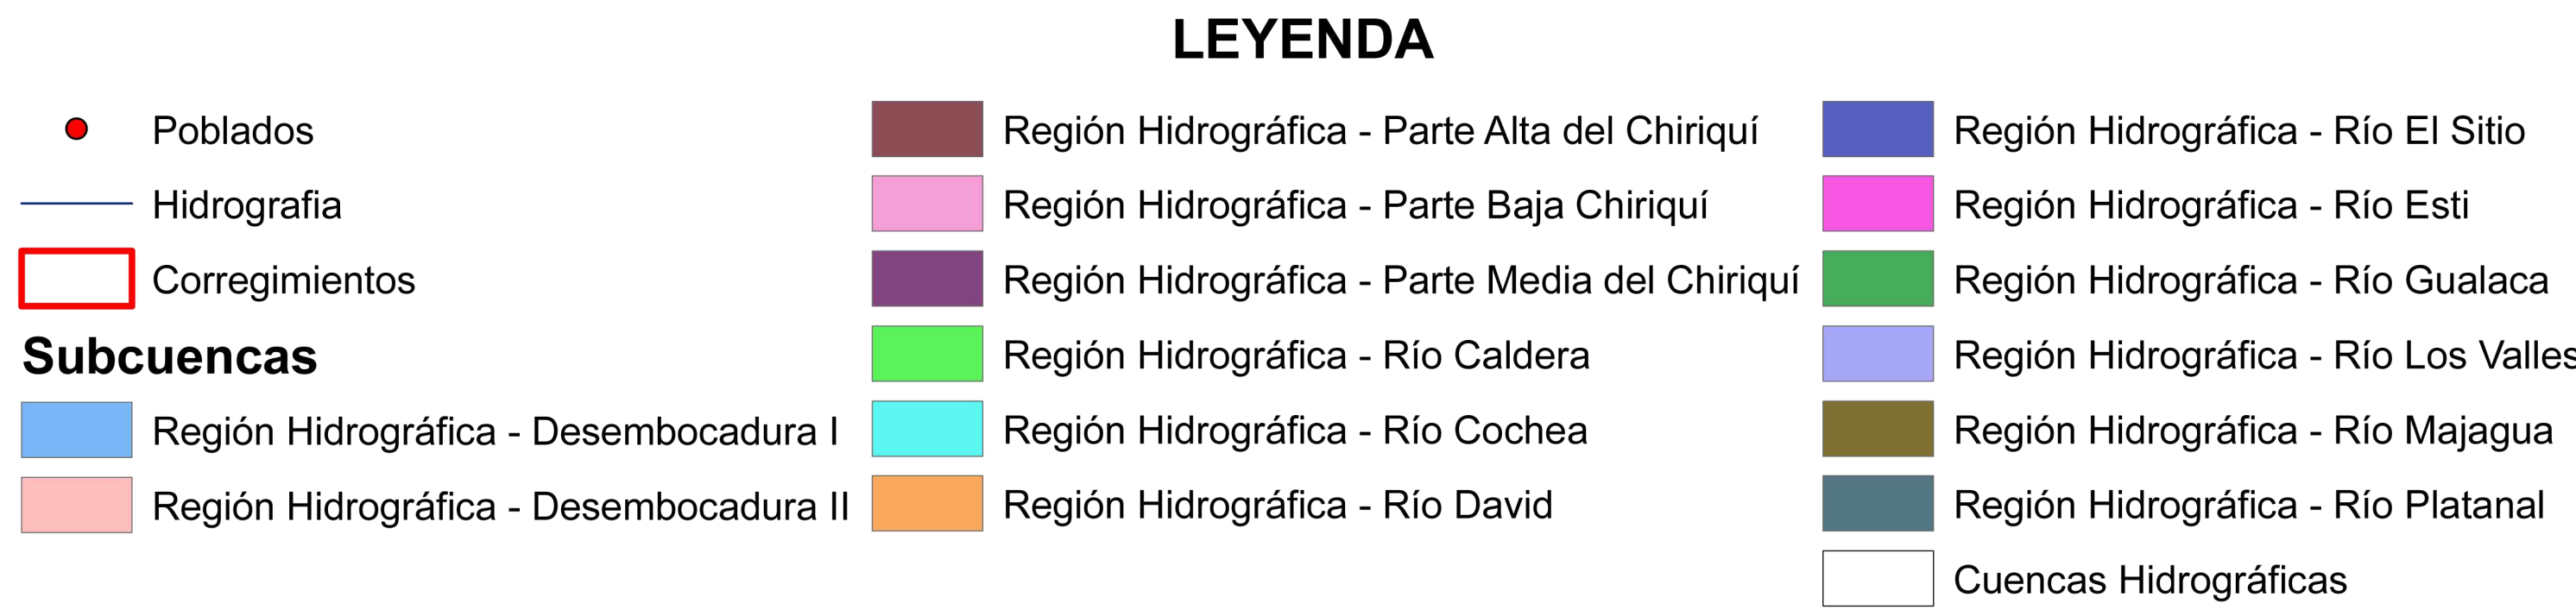 LEYENDA
Poblados
Hidrografia
Corregimientos
Subcuencas
Región Hidrográfica - Desembocadura I
Región Hidrográfica - Desembocadura II
Región Hidrográfica - Parte Alta del Chiriquí
Región Hidrográfica - Parte Baja Chiriquí
Región Hidrográfica - Parte Media del Chiriquí
Región Hidrográfica - Río Caldera
Región Hidrográfica - Río Cochea
Región Hidrográfica - Río David
Región Hidrográfica - Río El Sitio
Región Hidrográfica - Río Esti
Región Hidrográfica - Río Gualaca
Región Hidrográfica - Río Los Valles
Región Hidrográfica - Río Majagua
Región Hidrográfica - Río Platanal
Cuencas Hidrográficas